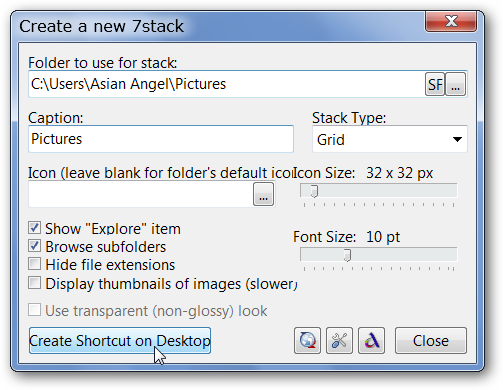 Create a new 7stack
Folder to use for stack:
C:\Users\Asian Angel\Pictures
SF ...
Caption:
Stack Type:
Pictures
Grid
Icon (leave blank for folder's default icon
Icon Size: 32 x 32 px
...
Show "Explore" item
Browse subfolders
Font Size: 10 pt
Hide file extensions
Display thumbnails of images (slower)
Use transparent (non-glossy) look
Create Shortcut on Desktop
Close